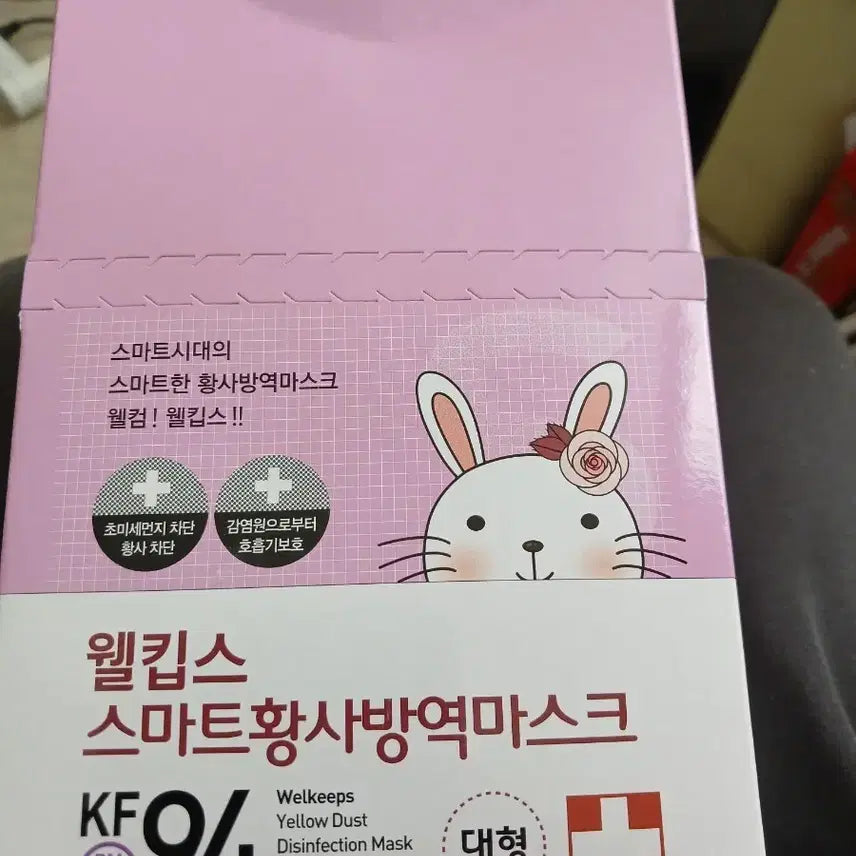 스마트시대의
스마트한 황사방역마스크
웰컴! 웰킵스!!
초미세먼지 차단
황사 차단
감염원으로부터
호흡기보호
웰킵스
스마트황사방역마스크
KF94
Welkeeps
Yellow Dust
Disinfection Mask
대형